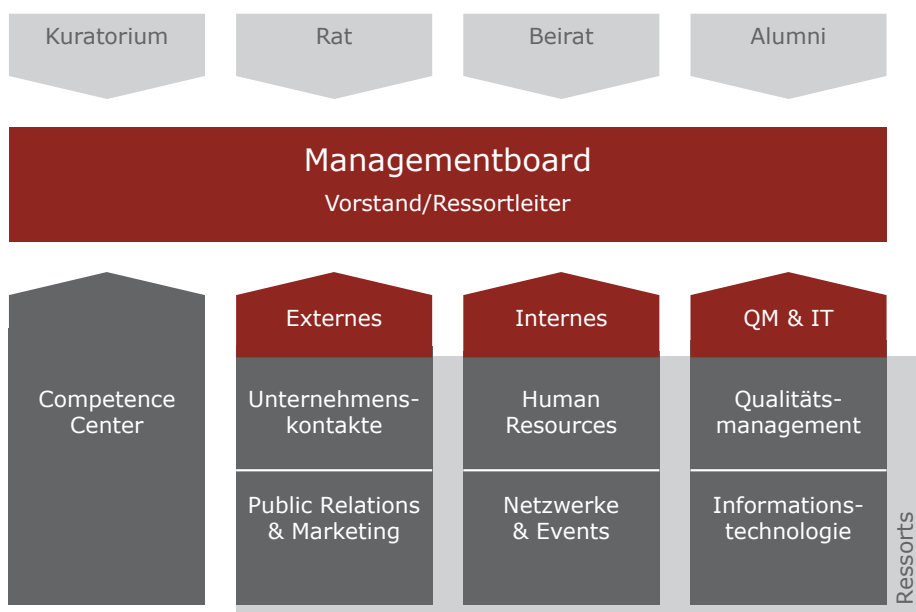 Kuratorium
Rat
Beirat
Alumni
Managementboard
Vorstand/Ressortleiter
Externes
Internes
QM & IT
Competence
Center
Unternehmens-
kontakte
Human
Resources
Qualitäts-
management
Public Relations
& Marketing
Netzwerke
& Events
Informations-
technologie
Ressorts